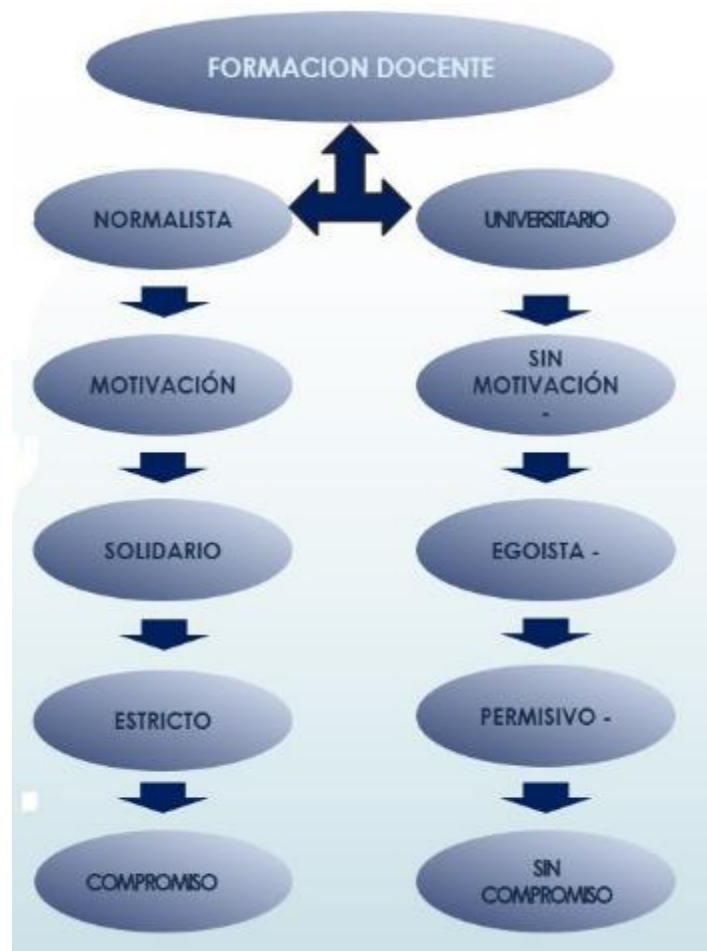 FORMACION DOCENTE
NORMALISTA
UNIVERSITARIO
MOTIVACIÓN
SIN
MOTIVACIÓN
-
SOLIDARIO
EGOISTA -
ESTRICTO
PERMISIVO -
COMPROMISO
SIN
COMPROMISO